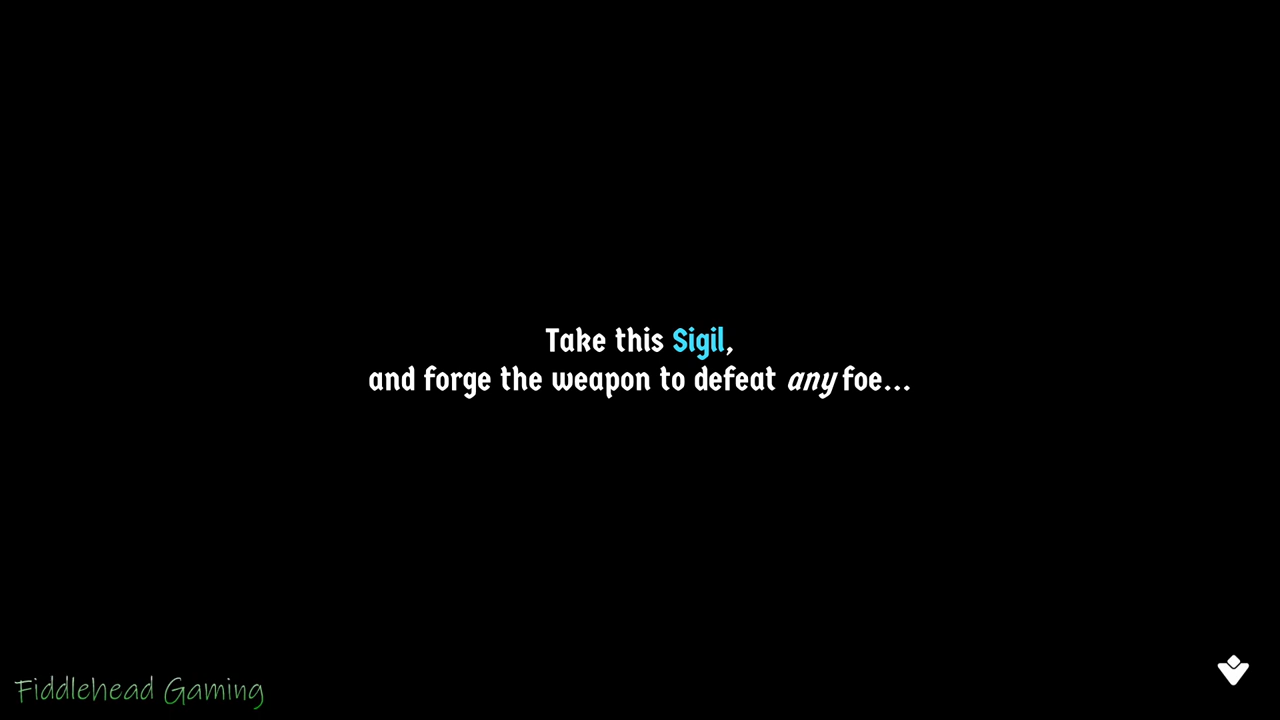 Take this Sigil,
and forge the weapon to defeat any foe...
Fiddlehead Gaming